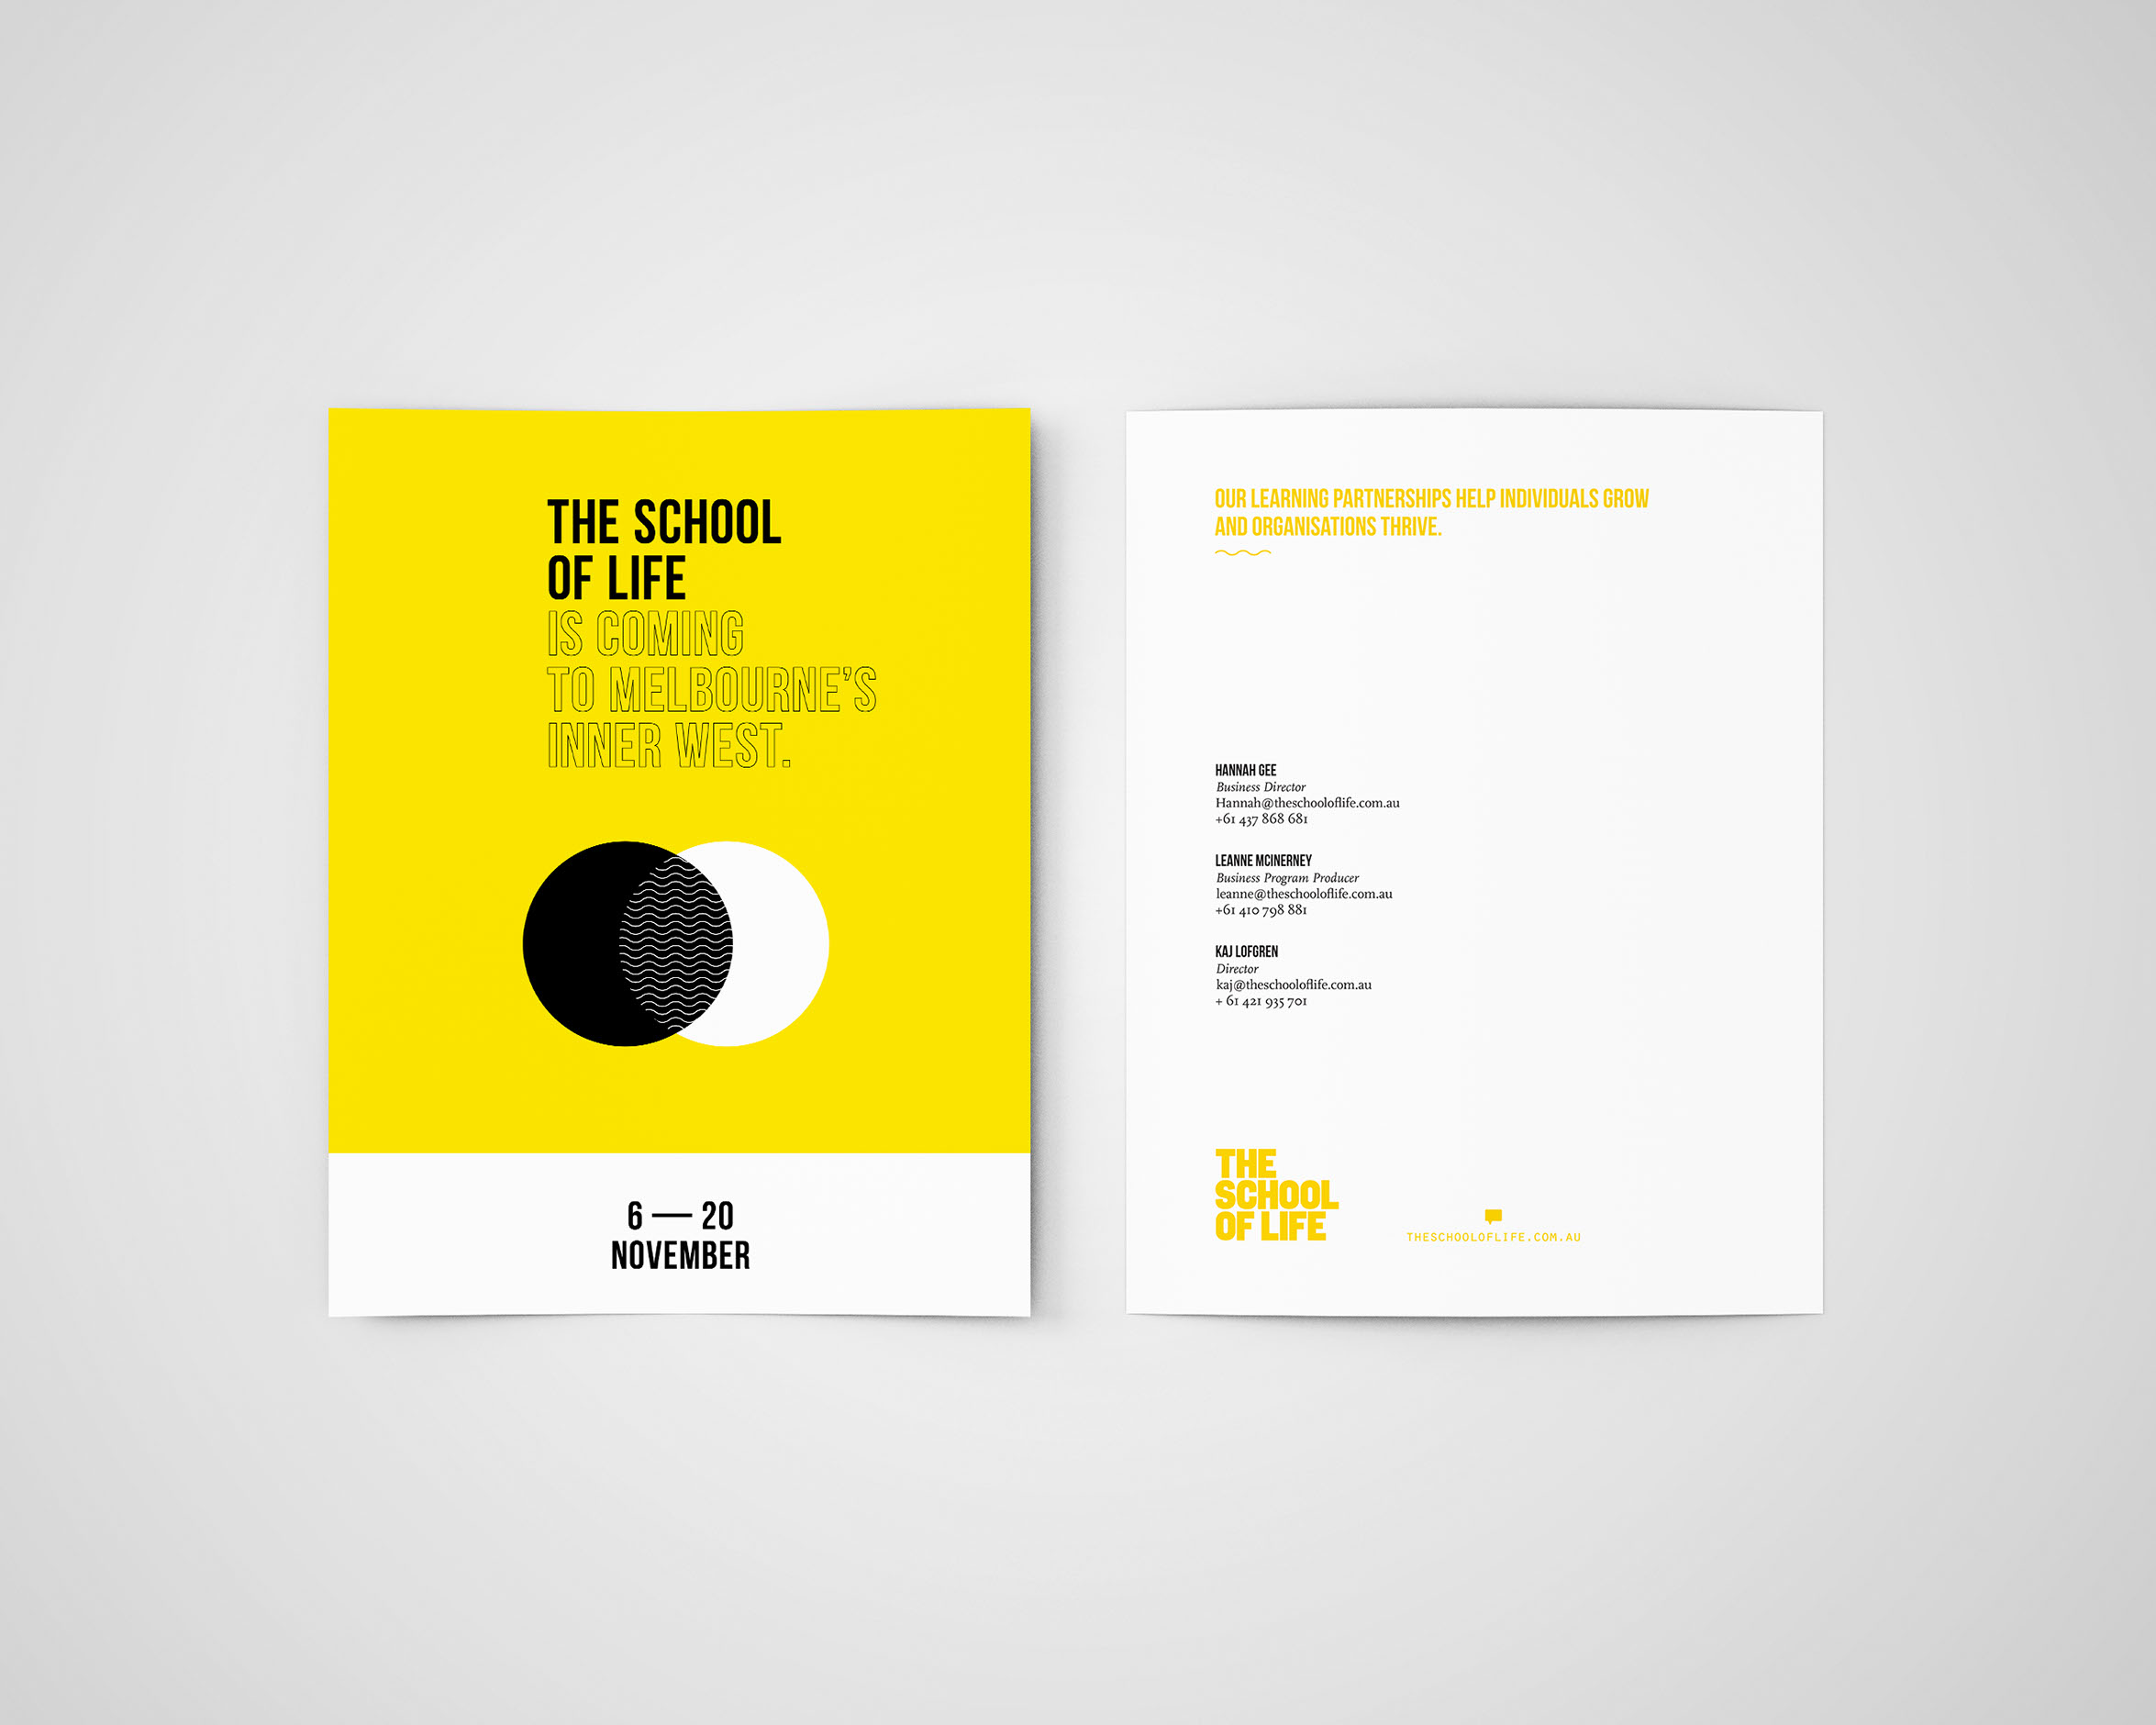 THE SCHOOL
OF LIFE
IS COMING
TO MELBOURNE'S
INNER WEST.
6 — 20
NOVEMBER
OUR LEARNING PARTNERSHIPS HELP INDIVIDUALS GROW
AND ORGANISATIONS THRIVE.
HANNAH GEE
Business Director
Hannah@theschooloflife.com.au
+61 437 868 681
LEANNE MCINERNEY
Business Program Producer
leanne@theschooloflife.com.au
+61 410 798 881
KAJ LOFGREN
Director
kaj@theschooloflife.com.au
+ 61 421 935 701
THE
SCHOOL
OF LIFE
THESCHOOLOFLIFE.COM.AU